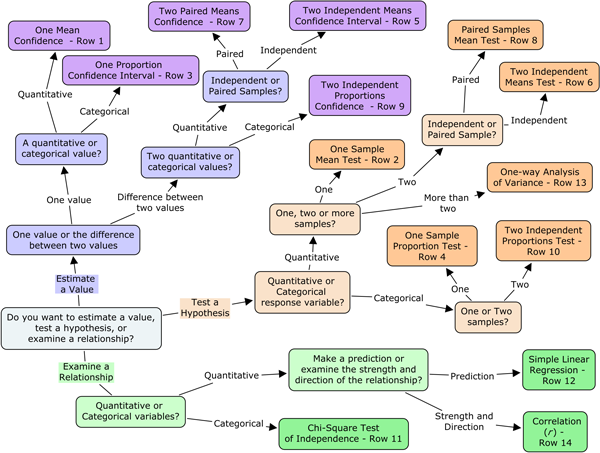 One Mean
Confidence - Row 1
Two Paired Means
Confidence - Row 7
Two Independent Means
Confidence Interval - Row 5
Paired Samples
Mean Test - Row 8
One Proportion
Confidence Interval - Row 3
Paired
Independent
Two Independent
Means Test - Row 6
Quantitative
Categorical
Independent or
Paired Samples?
Two Independent
Proportions
Confidence - Row 9
Paired
Independent or
Paired Sample?
Independent
A quantitative or
categorical value?
Quantitative
Categorical
Two quantitative or
categorical values?
One Sample
Mean Test - Row 2
One-way Analysis
of Variance - Row 13
One value
Difference between
two values
One
Two
More than
two
One, two or more
samples?
One value or the difference
between two values
One Sample
Proportion Test -
Row 4
Two Independent
Proportions Test -
Row 10
Estimate
a Value
Quantitative
Quantitative or
Categorical
response variable?
Categorical
One
Two
One or Two
samples?
Test a
Hypothesis
Do you want to estimate a value,
test a hypothesis, or
examine a relationship?
Examine a
Relationship
Quantitative
Make a prediction or
examine the strength and
direction of the relationship?
Prediction
Simple Linear
Regression -
Row 12
Quantitative or
Categorical variables?
Categorical
Chi-Square Test
of Independence - Row 11
Strength and
Direction
Correlation
(r) -
Row 14